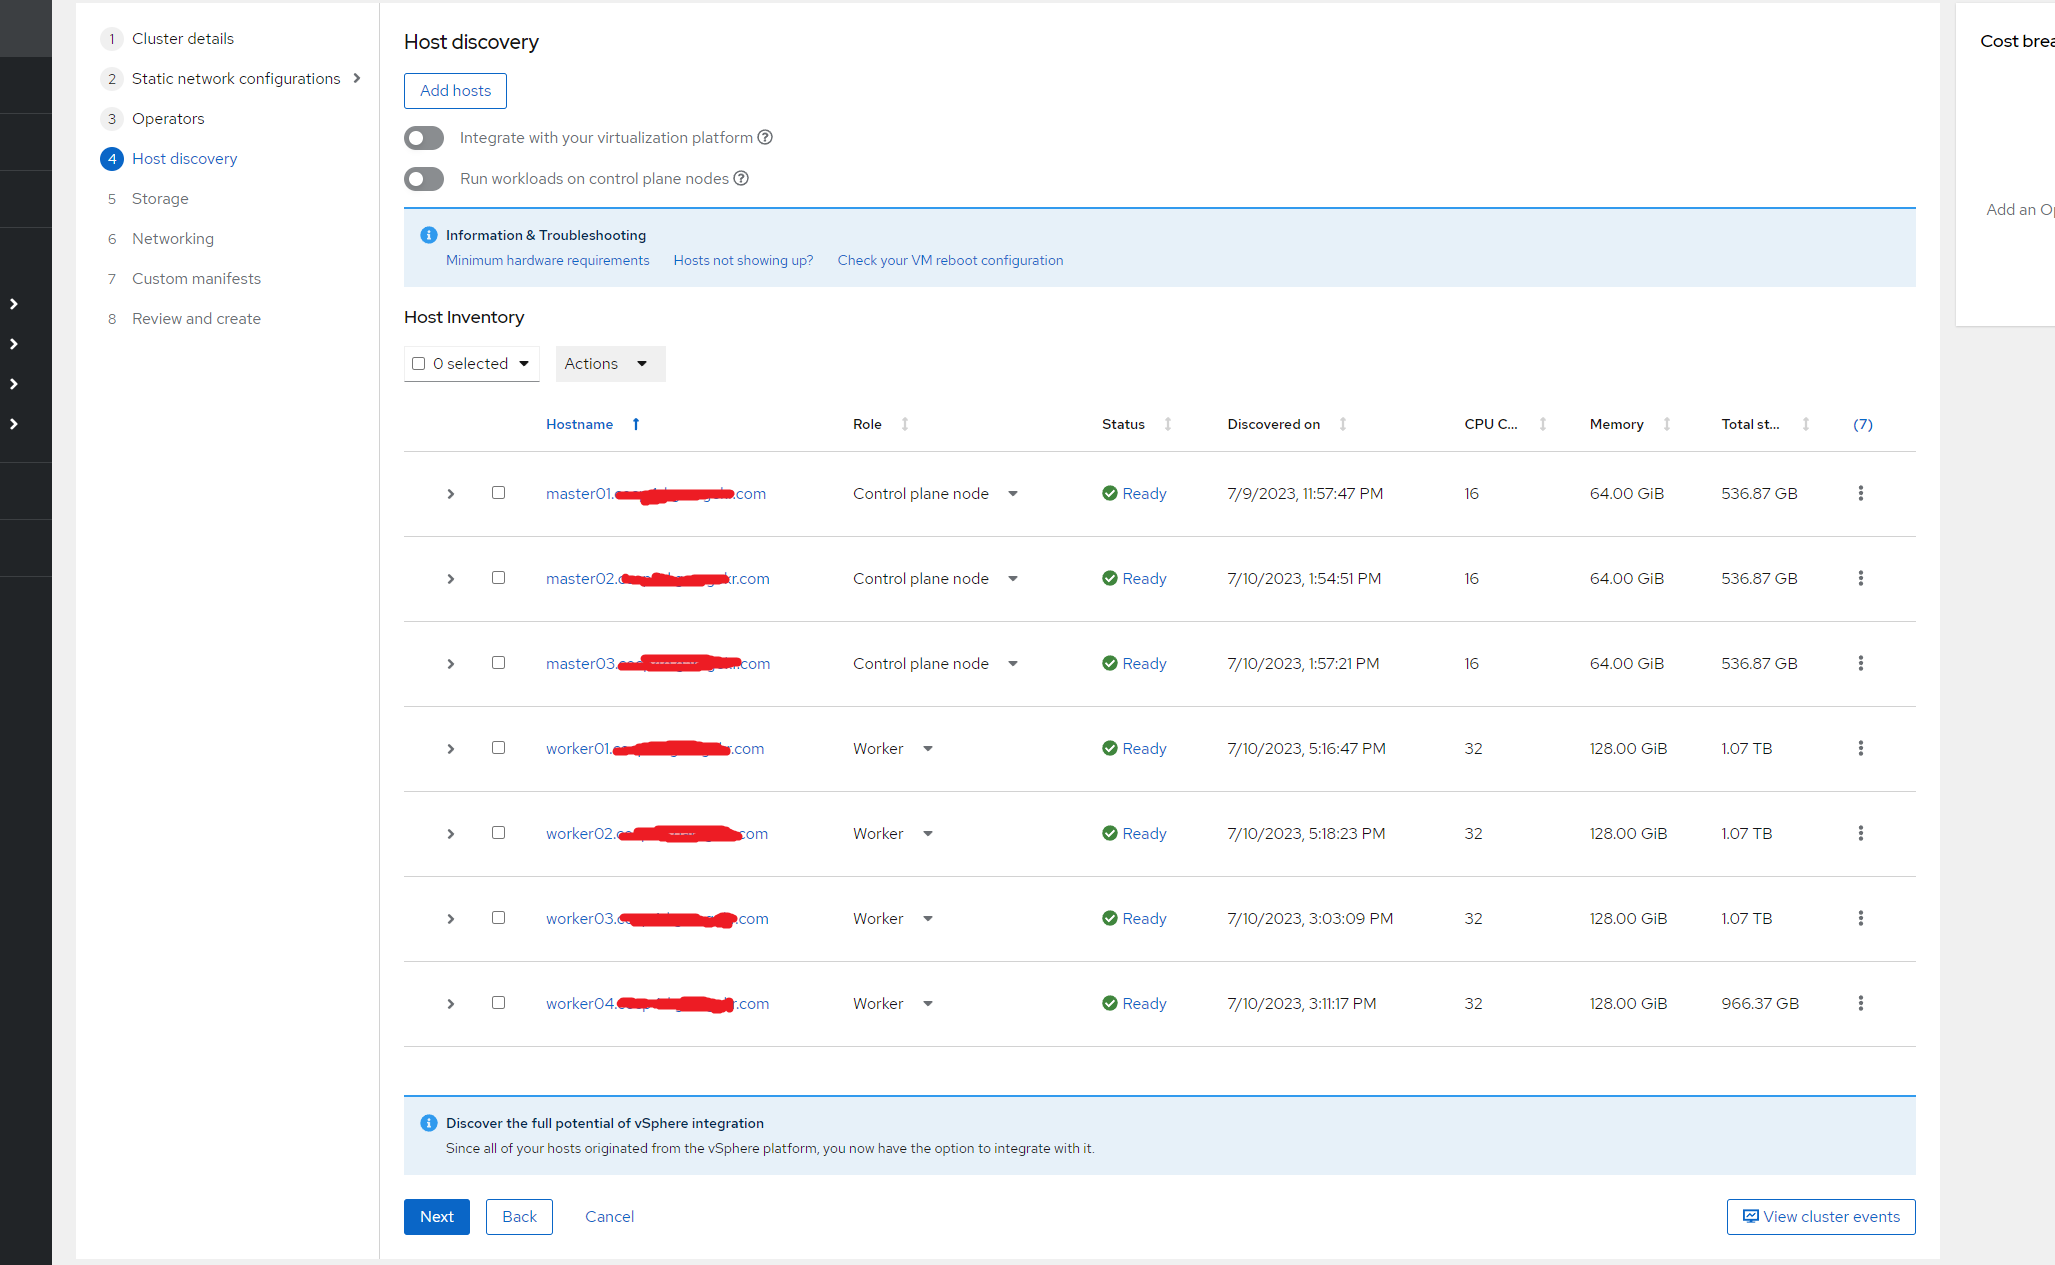 1 Cluster details
2 Static network configurations
3 Operators
4 Host discovery
5 Storage
6 Networking
7 Custom manifests
8 Review and create
Host discovery
Add hosts
Integrate with your virtualization platform
Run workloads on control plane nodes
Information & Troubleshooting
Minimum hardware requirements Hosts not showing up? Check your VM reboot configuration
Host Inventory
0 selected Actions
Hostname Role Status Discovered on CPU C... Memory Total st... (7)
master01. .com Control plane node Ready 7/9/2023, 11:57:47 PM 16 64.00 GiB 536.87 GB
master02. .com Control plane node Ready 7/10/2023, 1:54:51 PM 16 64.00 GiB 536.87 GB
master03. .com Control plane node Ready 7/10/2023, 1:57:21 PM 16 64.00 GiB 536.87 GB
worker01. .com Worker Ready 7/10/2023, 5:16:47 PM 32 128.00 GiB 1.07 TB
worker02. .com Worker Ready 7/10/2023, 5:18:23 PM 32 128.00 GiB 1.07 TB
worker03. .com Worker Ready 7/10/2023, 3:03:09 PM 32 128.00 GiB 1.07 TB
worker04. .com Worker Ready 7/10/2023, 3:11:17 PM 32 128.00 GiB 966.37 GB
Discover the full potential of vSphere integration
Since all of your hosts originated from the vSphere platform, you now have the option to integrate with it.
Next Back Cancel View cluster events
Cost brea
Add an Op